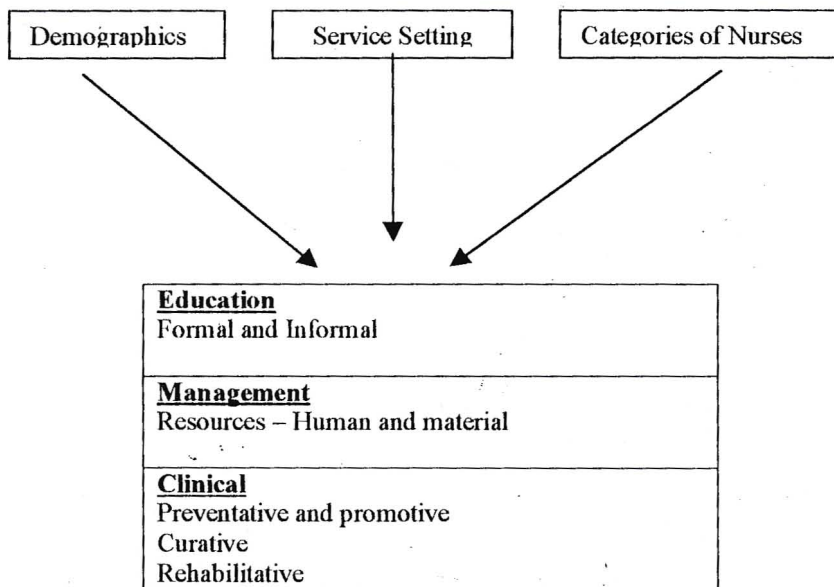 Demographics
Service Setting
Categories of Nurses
Education
Formal and Informal
Management
Resources – Human and material
Clinical
Preventative and promotive
Curative
Rehabilitative